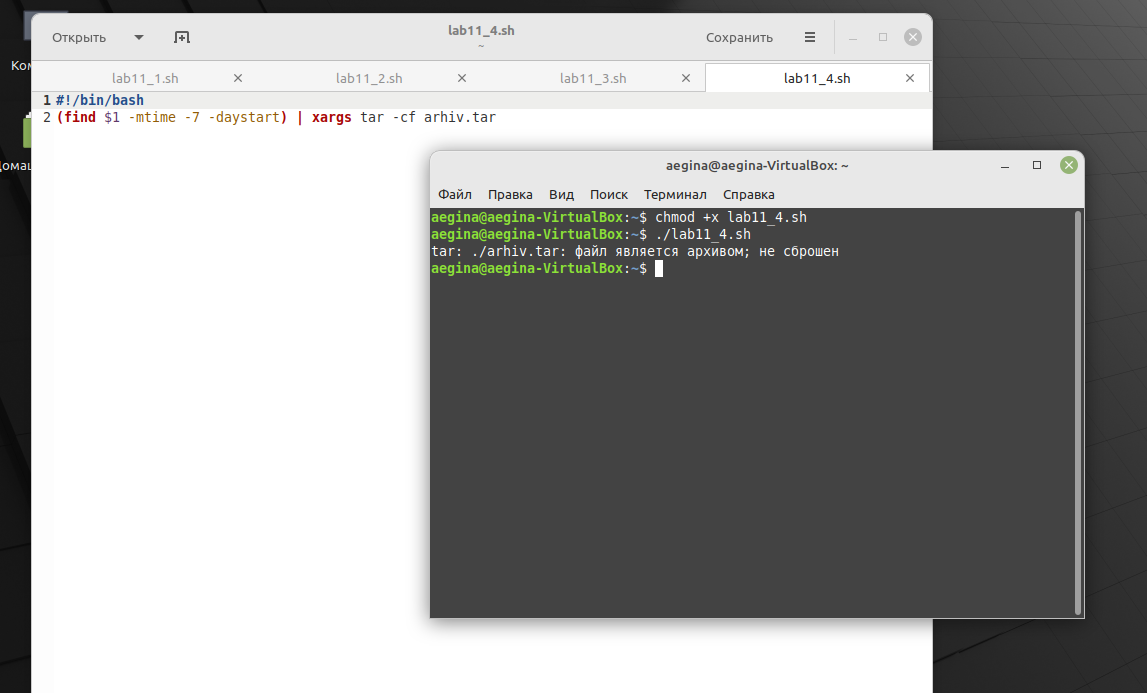 Открыть
lab11_4.sh
~
Сохранить
lab11_1.sh
lab11_2.sh
lab11_3.sh
lab11_4.sh
1 #!/bin/bash
2 (find $1 -mtime -7 -daystart) | xargs tar -cf arhiv.tar
aegina@aegina-VirtualBox: ~
Файл Правка Вид Поиск Терминал Справка
aegina@aegina-VirtualBox:~$ chmod +x lab11_4.sh
aegina@aegina-VirtualBox:~$ ./lab11_4.sh
tar: ./arhiv.tar: файл является архивом; не сброшен
aegina@aegina-VirtualBox:~$